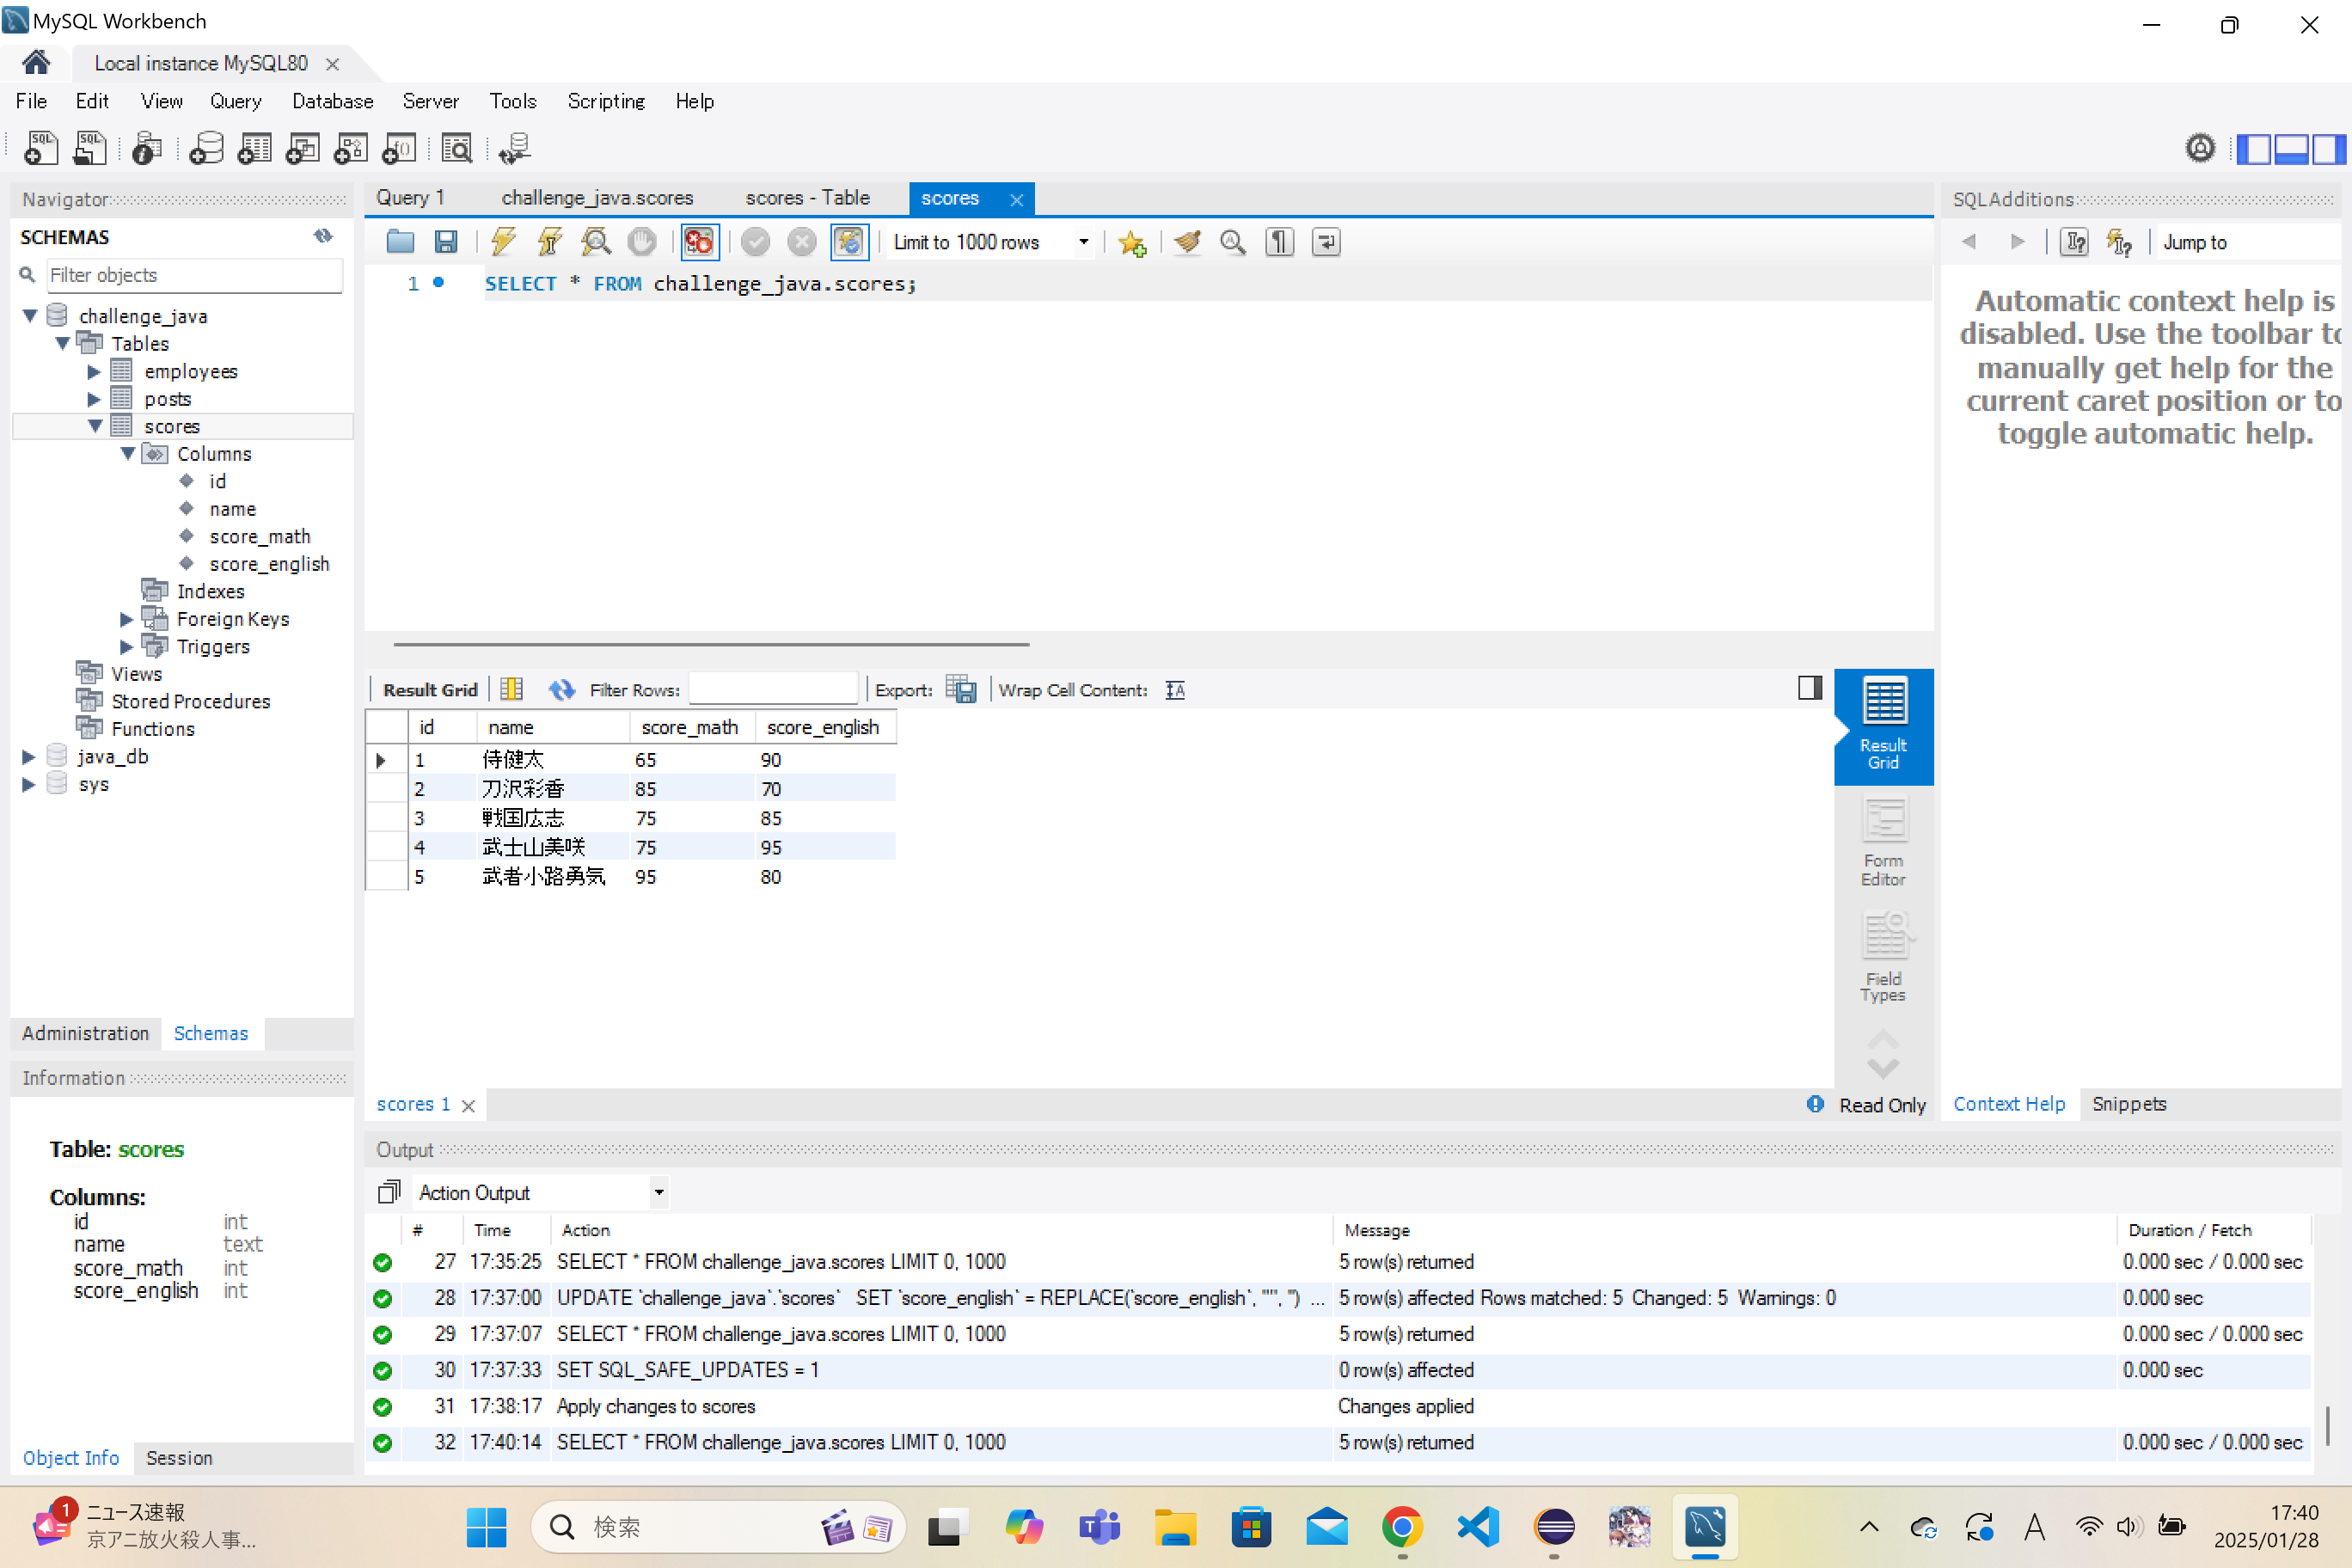 MySQL Workbench
Local instance MySQL80
File Edit View Query Database Server Tools Scripting Help
Navigator
SCHEMAS
Filter objects
challenge_java
Tables
employees
posts
scores
Columns
id
name
score_math
score_english
Indexes
Foreign Keys
Triggers
Views
Stored Procedures
Functions
java_db
sys
Administration Schemas
Information
Table: scores
Columns:
id int
name text
score_math int
score_english int
Object Info Session
Query 1 challenge_java.scores scores - Table scores
Limit to 1000 rows
1 SELECT * FROM challenge_java.scores;
Result Grid Filter Rows: Export: Wrap Cell Content:
id name score_math score_english
1 侍健太 65 90
2 刀沢彩香 85 70
3 戦国広志 75 85
4 武士山美咲 75 95
5 武者小路勇気 95 80
Result
Grid
Form
Editor
Field
Types
scores 1 Read Only
SQLAdditions
Jump to
Automatic context help is
disabled. Use the toolbar to
manually get help for the
current caret position or to
toggle automatic help.
Context Help Snippets
Output
Action Output
# Time Action Message Duration / Fetch
27 17:35:25 SELECT * FROM challenge_java.scores LIMIT 0, 1000 5 row(s) returned 0.000 sec / 0.000 sec
28 17:37:00 UPDATE `challenge_java`.`scores` SET `score_english` = REPLACE(`score_english`, '"', '') ... 5 row(s) affected Rows matched: 5 Changed: 5 Warnings: 0 0.000 sec
29 17:37:07 SELECT * FROM challenge_java.scores LIMIT 0, 1000 5 row(s) returned 0.000 sec / 0.000 sec
30 17:37:33 SET SQL_SAFE_UPDATES = 1 0 row(s) affected 0.000 sec
31 17:38:17 Apply changes to scores Changes applied
32 17:40:14 SELECT * FROM challenge_java.scores LIMIT 0, 1000 5 row(s) returned 0.000 sec / 0.000 sec
1
ニュース速報
京アニ放火殺人事...
検索
A
17:40
2025/01/28